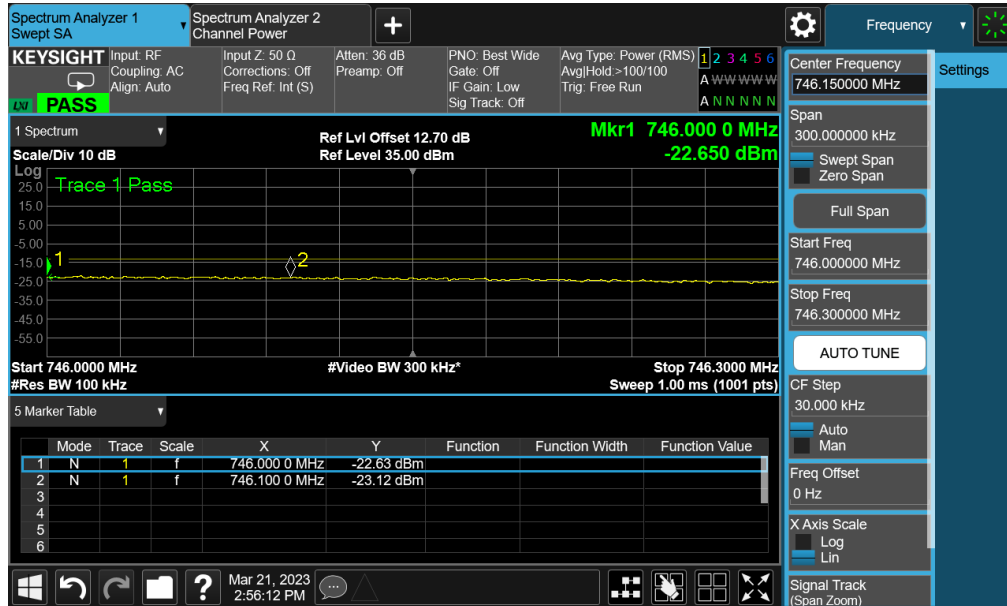 Spectrum Analyzer 1
Swept SA
Spectrum Analyzer 2
Channel Power
+
Frequency
KEYSIGHT
LXI
PASS
Input: RF
Coupling: AC
Align: Auto
Input Z: 50 Ω
Corrections: Off
Freq Ref: Int (S)
Atten: 36 dB
Preamp: Off
PNO: Best Wide
Gate: Off
IF Gain: Low
Sig Track: Off
Avg Type: Power (RMS)
Avg|Hold:>100/100
Trig: Free Run
1 2 3 4 5 6
A W W W W W
A N N N N N
1 Spectrum
Scale/Div 10 dB
Ref Lvl Offset 12.70 dB
Ref Level 35.00 dBm
Mkr1 746.000 0 MHz
-22.650 dBm
Log
Trace 1 Pass
25.0
15.0
5.00
-5.00
-15.0
-25.0
-35.0
-45.0
-55.0
1
2
Start 746.0000 MHz
#Video BW 300 kHz*
Stop 746.3000 MHz
#Res BW 100 kHz
Sweep 1.00 ms (1001 pts)
5 Marker Table
Mode Trace Scale X Y Function Function Width Function Value
1 N 1 f 746.000 0 MHz -22.63 dBm
2 N 1 f 746.100 0 MHz -23.12 dBm
3
4
5
6
Center Frequency
746.150000 MHz
Span
300.000000 kHz
Swept Span
Zero Span
Full Span
Start Freq
746.000000 MHz
Stop Freq
746.300000 MHz
AUTO TUNE
CF Step
30.000 kHz
Auto
Man
Freq Offset
0 Hz
X Axis Scale
Log
Lin
Signal Track
(Span Zoom)
Settings
?
Mar 21, 2023
2:56:12 PM